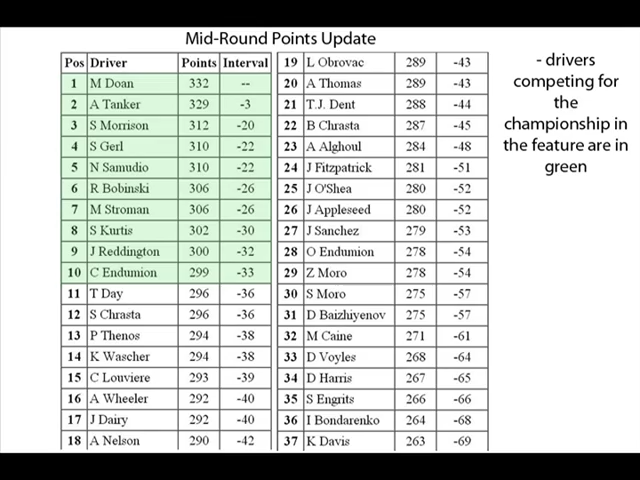 Mid-Round Points Update
Pos Driver Points Interval
1 M Doan 332 --
2 A Tanker 329 -3
3 S Morrison 312 -20
4 S Gerl 310 -22
5 N Samudio 310 -22
6 R Bobinski 306 -26
7 M Stroman 306 -26
8 S Kurtis 302 -30
9 J Reddington 300 -32
10 C Endumion 299 -33
11 T Day 296 -36
12 S Chrasta 296 -36
13 P Thenos 294 -38
14 K Wascher 294 -38
15 C Louviere 293 -39
16 A Wheeler 292 -40
17 J Dairy 292 -40
18 A Nelson 290 -42
19 L Obrovac 289 -43
20 A Thomas 289 -43
21 T.J. Dent 288 -44
22 B Chrasta 287 -45
23 A Alghoul 284 -48
24 J Fitzpatrick 281 -51
25 J O'Shea 280 -52
26 J Appleseed 280 -52
27 J Sanchez 279 -53
28 O Endumion 278 -54
29 Z Moro 278 -54
30 S Moro 275 -57
31 D Baizhiyenov 275 -57
32 M Caine 271 -61
33 D Voyles 268 -64
34 D Harris 267 -65
35 S Engrits 266 -66
36 I Bondarenko 264 -68
37 K Davis 263 -69
- drivers
competing for
the
championship in
the feature are in
green